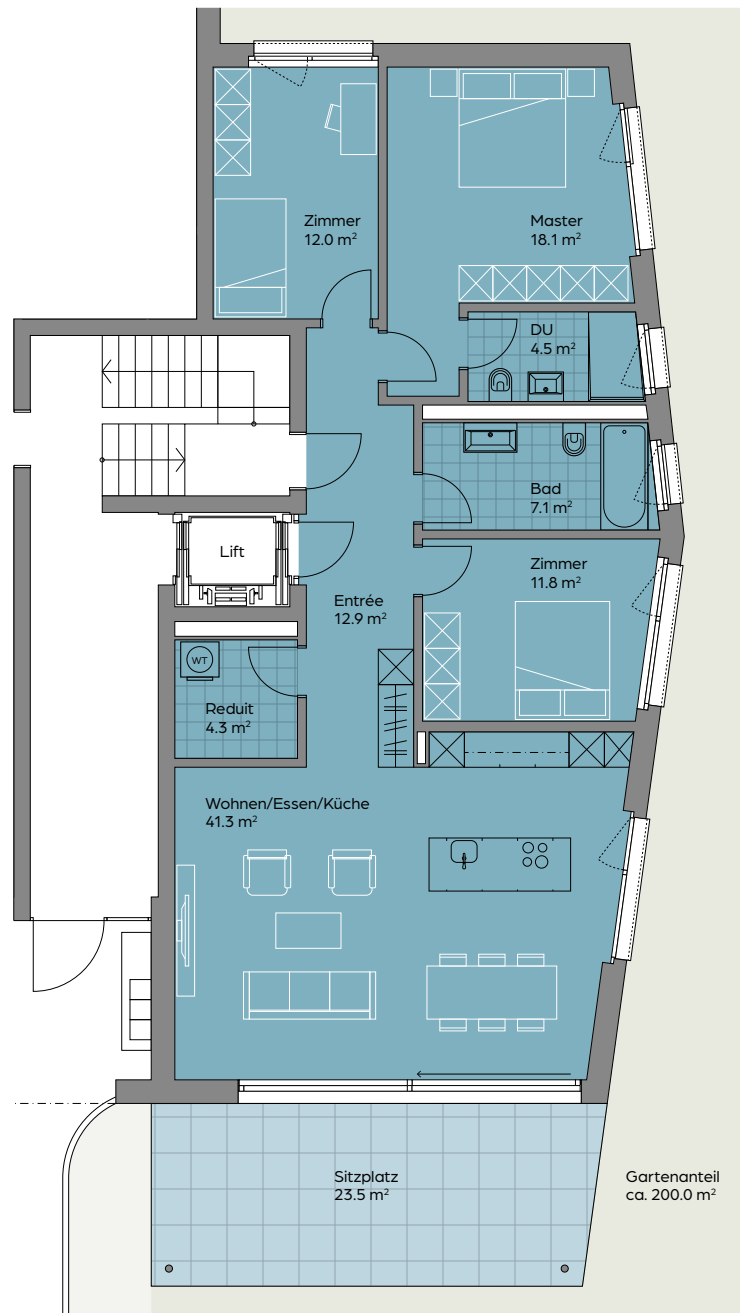 Zimmer
12.0 m²
Master
18.1 m²
DU
4.5 m²
Bad
7.1 m²
Lift
Zimmer
11.8 m²
Entrée
12.9 m²
WT
Reduit
4.3 m²
Wohnen/Essen/Küche
41.3 m²
Sitzplatz
23.5 m²
Gartenanteil
ca. 200.0 m²